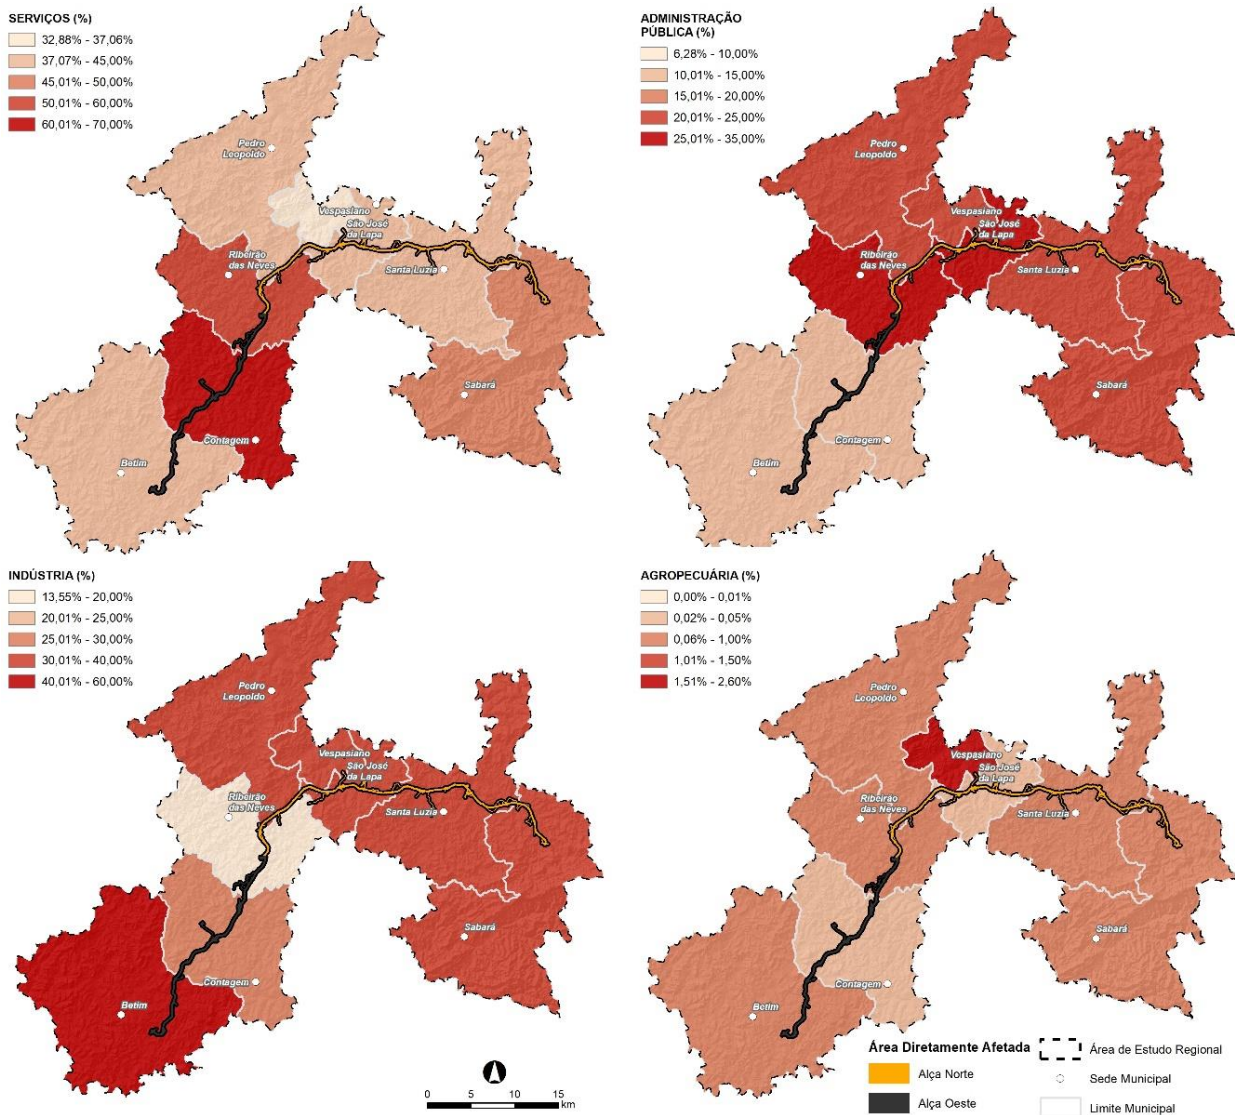 SERVIÇOS (%)
32,88% - 37,06%
37,07% - 45,00%
45,01% - 50,00%
50,01% - 60,00%
60,01% - 70,00%
Pedro
Leopoldo
Vespasiano
São José
da Lapa
Ribeirão
das Neves
Santa Luzia
Sabará
Contagem
Betim
ADMINISTRAÇÃO
PÚBLICA (%)
6,28% - 10,00%
10,01% - 15,00%
15,01% - 20,00%
20,01% - 25,00%
25,01% - 35,00%
Pedro
Leopoldo
Vespasiano
São José
da Lapa
Ribeirão
das Neves
Santa Luzia
Sabará
Contagem
Betim
INDÚSTRIA (%)
13,55% - 20,00%
20,01% - 25,00%
25,01% - 30,00%
30,01% - 40,00%
40,01% - 60,00%
Pedro
Leopoldo
Vespasiano
São José
da Lapa
Ribeirão
das Neves
Santa Luzia
Sabará
Contagem
Betim
0 5 10 15
km
AGROPECUÁRIA (%)
0,00% - 0,01%
0,02% - 0,05%
0,06% - 1,00%
1,01% - 1,50%
1,51% - 2,60%
Pedro
Leopoldo
Vespasiano
São José
da Lapa
Ribeirão
das Neves
Santa Luzia
Sabará
Contagem
Betim
Área Diretamente Afetada
Alça Norte
Alça Oeste
Área de Estudo Regional
Sede Municipal
Limite Municipal